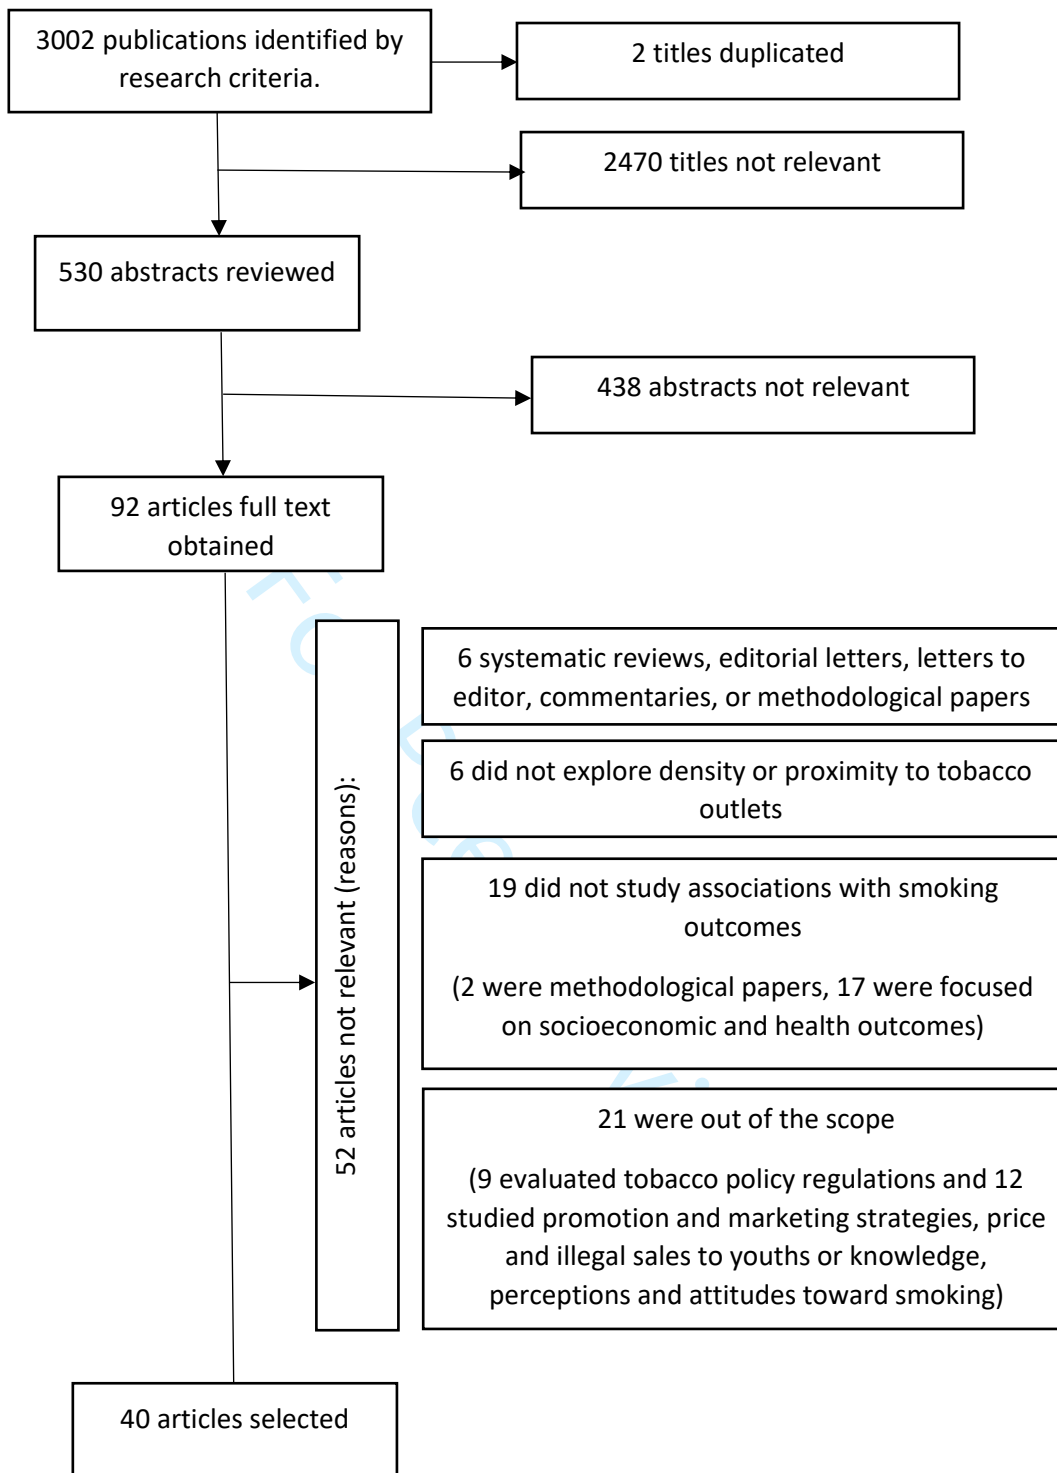 3002 publications identified by
research criteria.
2 titles duplicated
2470 titles not relevant
530 abstracts reviewed
438 abstracts not relevant
92 articles full text
obtained
52 articles not relevant (reasons):
6 systematic reviews, editorial letters, letters to
editor, commentaries, or methodological papers
6 did not explore density or proximity to tobacco
outlets
19 did not study associations with smoking
outcomes
(2 were methodological papers, 17 were focused
on socioeconomic and health outcomes)
21 were out of the scope
(9 evaluated tobacco policy regulations and 12
studied promotion and marketing strategies, price
and illegal sales to youths or knowledge,
perceptions and attitudes toward smoking)
40 articles selected